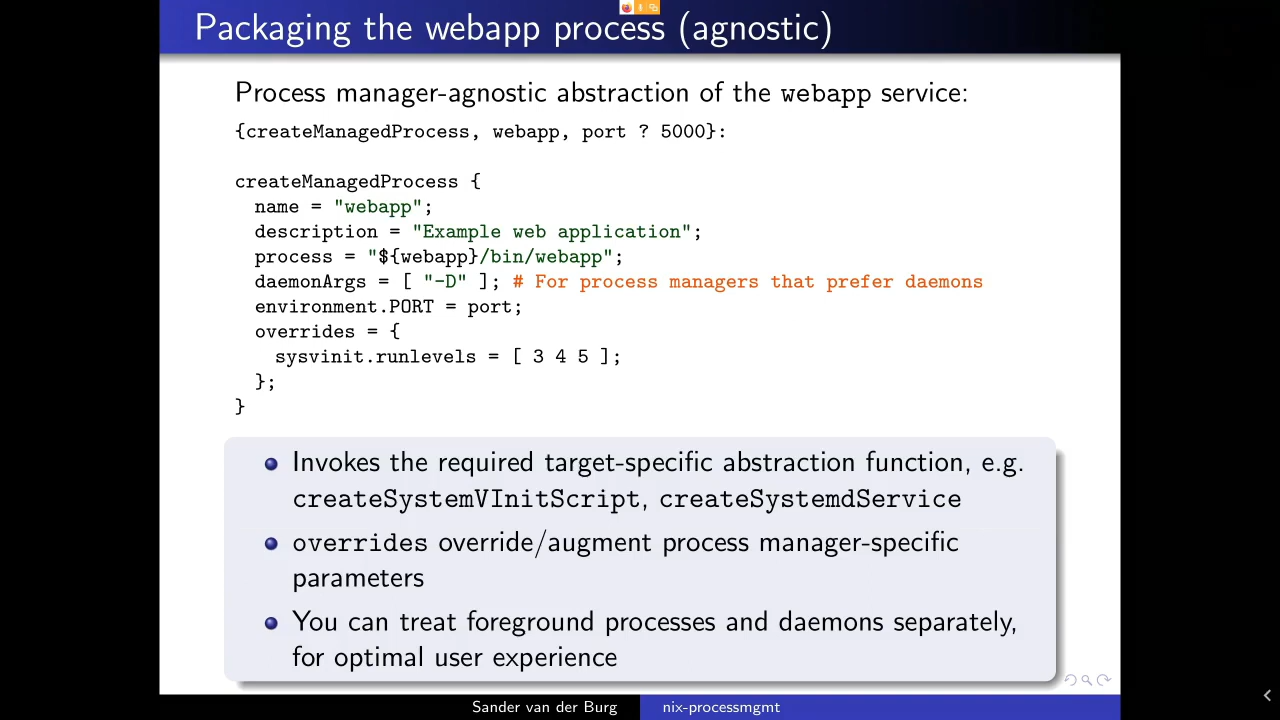 Packaging the webapp process (agnostic)
Process manager-agnostic abstraction of the webapp service:
{createManagedProcess, webapp, port ? 5000}:
createManagedProcess {
name = "webapp";
description = "Example web application";
process = "${webapp}/bin/webapp";
daemonArgs = [ "-D" ]; # For process managers that prefer daemons
environment.PORT = port;
overrides = {
sysvinit.runlevels = [ 3 4 5 ];
};
}
Invokes the required target-specific abstraction function, e.g.
createSystemVInitScript, createSystemdService
overrides override/augment process manager-specific
parameters
You can treat foreground processes and daemons separately,
for optimal user experience
Sander van der Burg nix-processmgmt